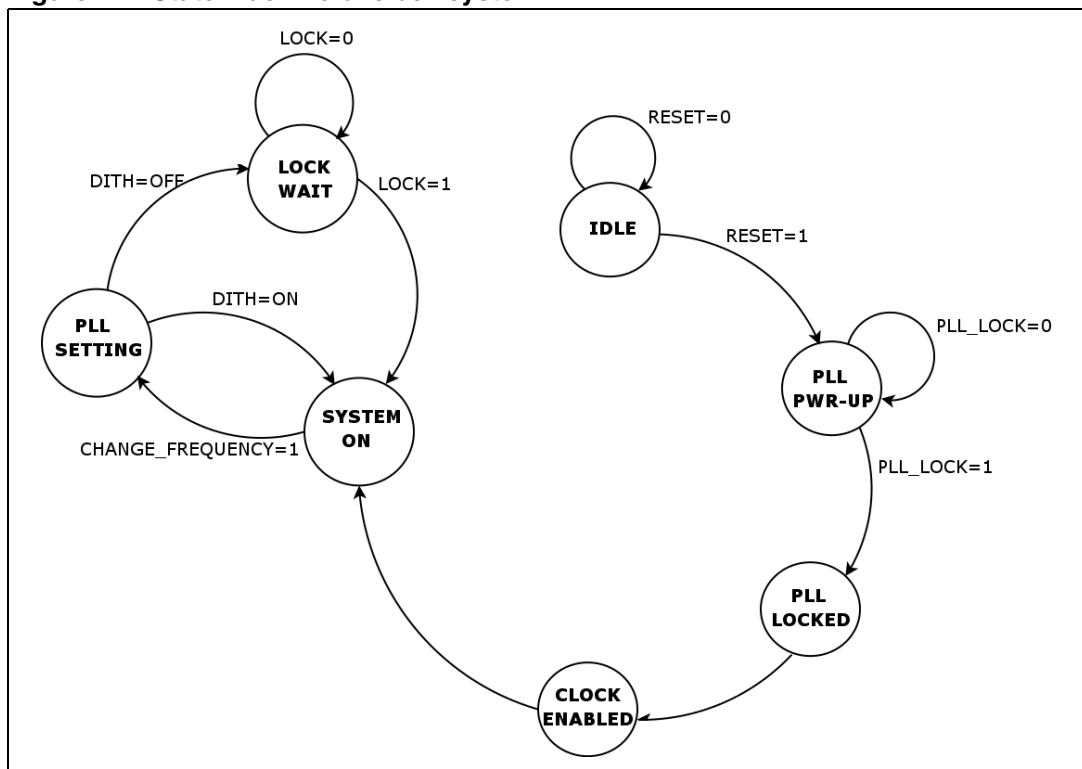 LOCK=0
RESET=0
LOCK
WAIT
DITH=OFF
LOCK=1
IDLE
RESET=1
DITH=ON
PLL
SETTING
PLL_LOCK=0
PLL
PWR-UP
SYSTEM
ON
CHANGE_FREQUENCY=1
PLL_LOCK=1
PLL
LOCKED
CLOCK
ENABLED